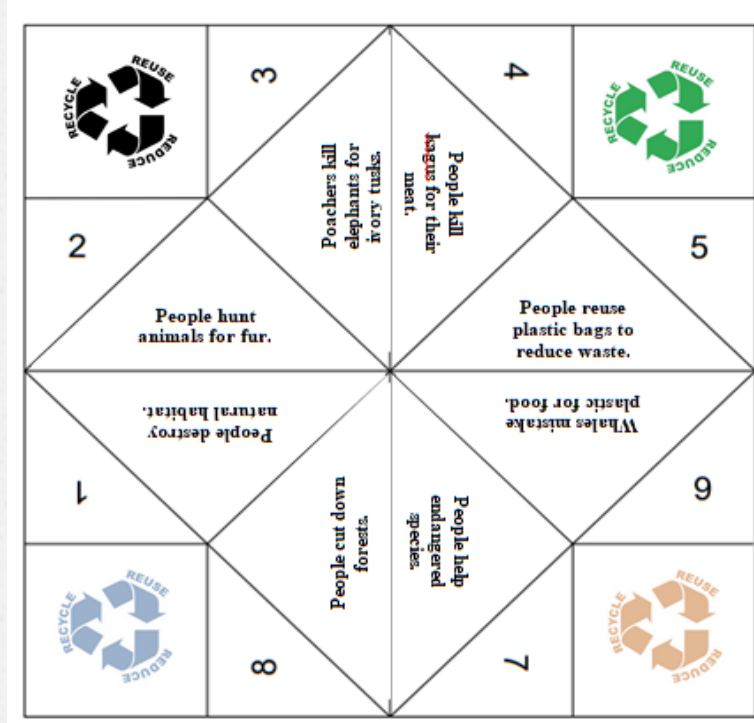 RECYCLE
REUSE
REDUCE
3
4
RECYCLE
REUSE
REDUCE
Poachers kill
elephants for
ivory tusks.
People kill
kagus for their
meat.
2
5
People hunt
animals for fur.
People reuse
plastic bags to
reduce waste.
People destroy
natural habitat.
Whales mistake
plastic for food.
1
6
People cut down
forests.
People help
endangered
species.
RECYCLE
REUSE
REDUCE
8
7
RECYCLE
REUSE
REDUCE